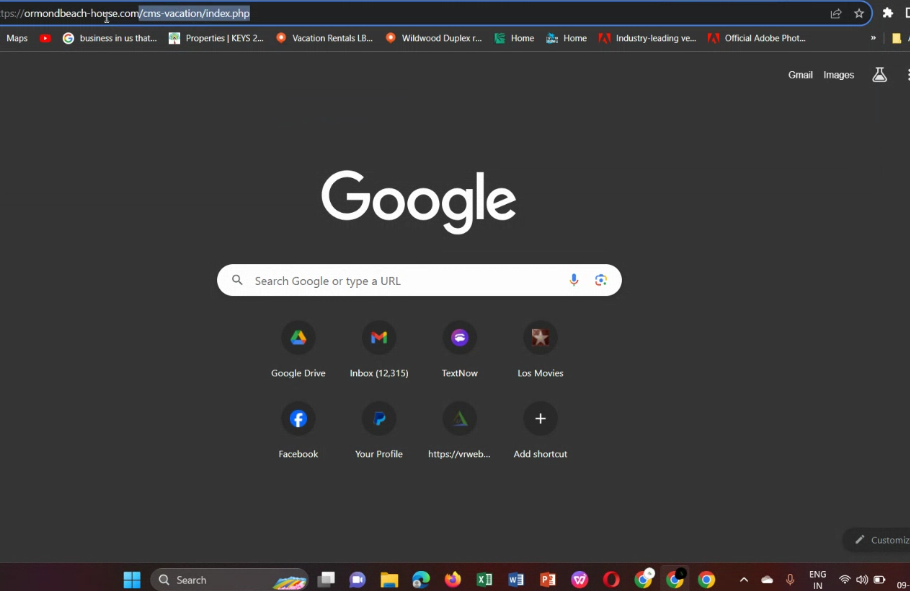 tps://ormondbeach-house.com/cms-vacation/index.php
Maps business in us that... Properties | KEYS 2... Vacation Rentals LB... Wildwood Duplex r... Home Home Industry-leading ve... Official Adobe Phot... »
Gmail Images
Google
Search Google or type a URL
Google Drive Inbox (12,315) TextNow Los Movies
Facebook Your Profile https://vrweb... Add shortcut
Customiz
Search ENG
IN 09-